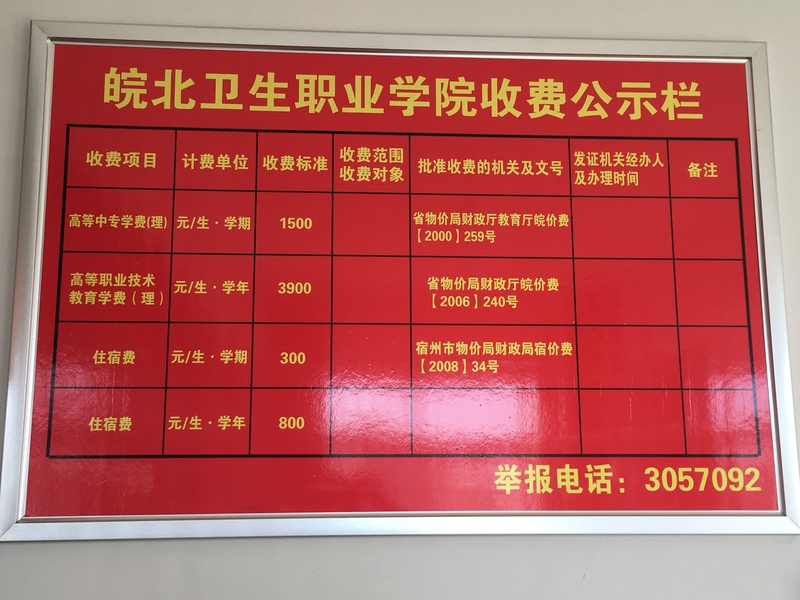 皖北卫生职业学院收费公示栏
收费项目 计费单位 收费标准 收费范围 收费对象 批准收费的机关及文号 发证机关经办人 及办理时间 备注
高等中专学费(理) 元/生·学期 1500 省物价局财政厅教育厅皖价费
【2000】259号
高等职业技术
教育学费(理) 元/生·学年 3900 省物价局财政厅皖价费
【2006】240号
住宿费 元/生·学期 300 宿州市物价局财政局宿价费
【2008】34号
住宿费 元/生·学年 800
举报电话：3057092